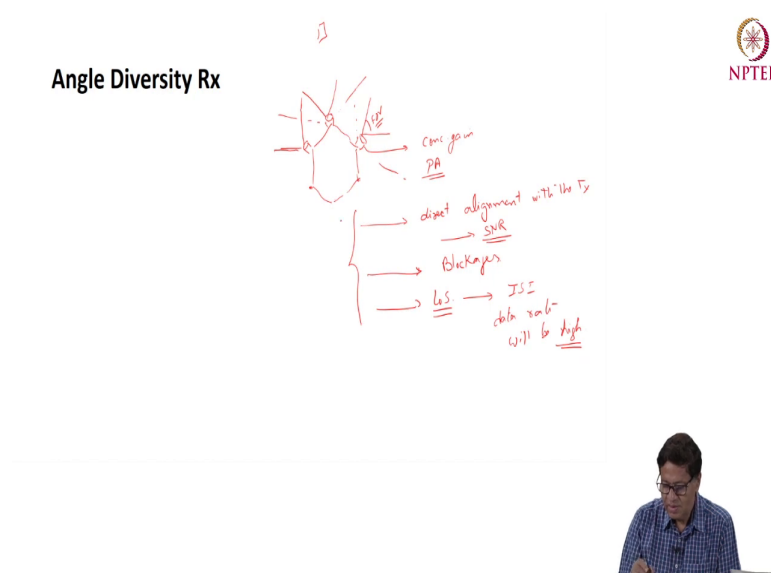 Angle Diversity Rx
NPTEL
FOV
conc gain
PA
direct alignment with the Tx
SNR
Blockages
LoS → ISI
data rate
will be high